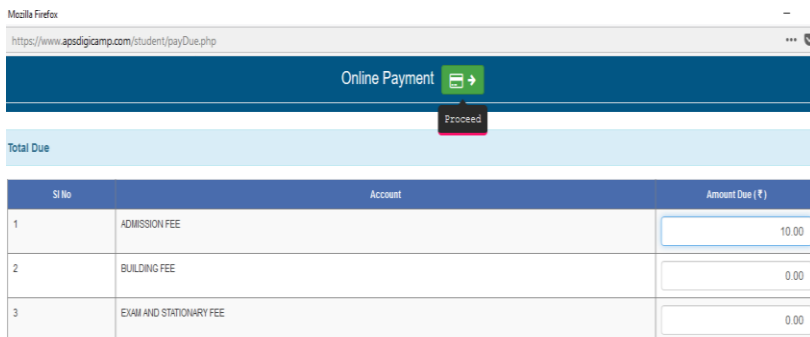 Mozilla Firefox
https://www.apsdigicamp.com/student/payDue.php
Online Payment
Proceed
Total Due
Sl No Account Amount Due ( ₹ )
1 ADMISSION FEE 10.00
2 BUILDING FEE 0.00
3 EXAM AND STATIONARY FEE 0.00